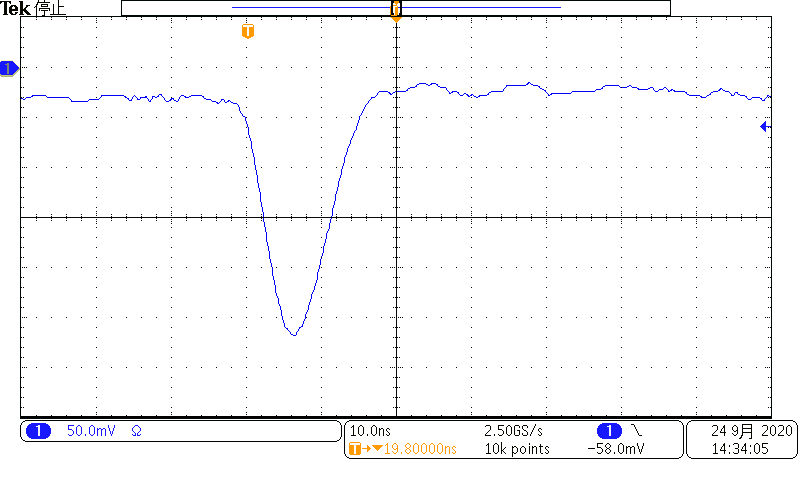 Tek 停止
T
1
1 50.0mV Ω
10.0ns 2.50GS/s 1
T→▼19.80000ns 10k points −58.0mV
24 9月 2020
14:34:05